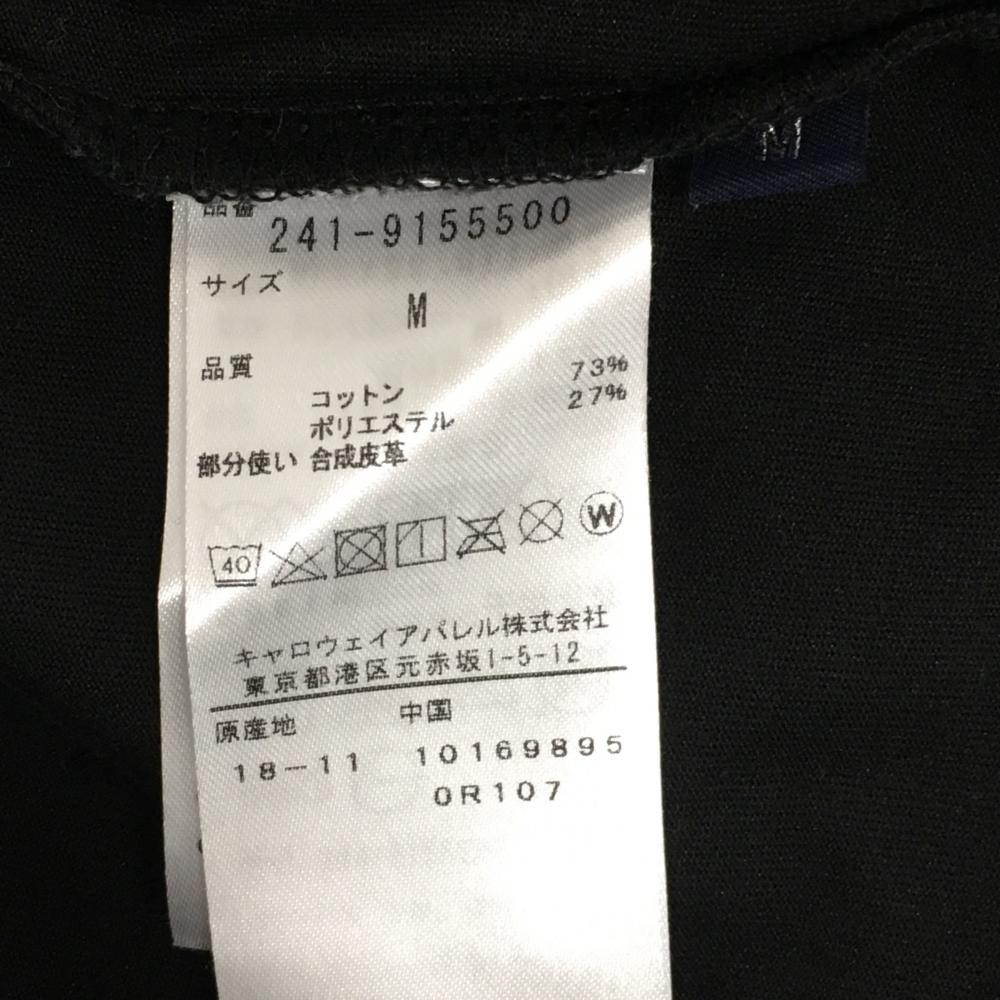 M
品番
241-9155500
サイズ
M
品質
コットン 73%
ポリエステル 27%
部分使い 合成皮革
40 W
キャロウェイアパレル株式会社
東京都港区元赤坂1-5-12
原産地 中国
18-11 10169895
0R107